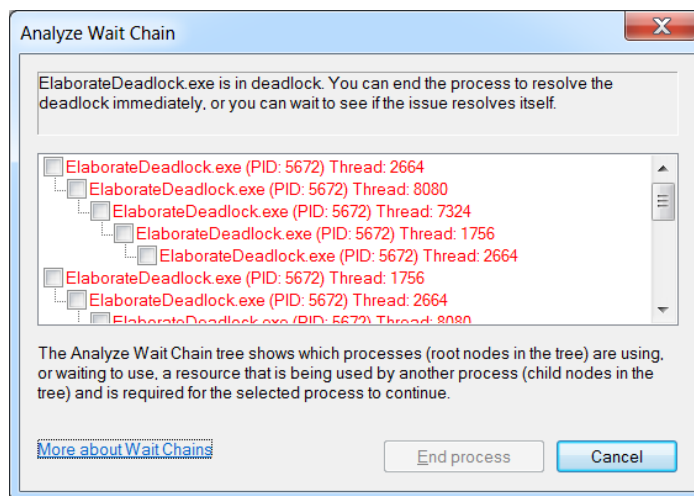 Analyze Wait Chain
ElaborateDeadlock.exe is in deadlock. You can end the process to resolve the
deadlock immediately, or you can wait to see if the issue resolves itself.
ElaborateDeadlock.exe (PID: 5672) Thread: 2664
ElaborateDeadlock.exe (PID: 5672) Thread: 8080
ElaborateDeadlock.exe (PID: 5672) Thread: 7324
ElaborateDeadlock.exe (PID: 5672) Thread: 1756
ElaborateDeadlock.exe (PID: 5672) Thread: 2664
ElaborateDeadlock.exe (PID: 5672) Thread: 1756
ElaborateDeadlock.exe (PID: 5672) Thread: 2664
ElaborateDeadlock.exe (PID: 5672) Thread: 8080
The Analyze Wait Chain tree shows which processes (root nodes in the tree) are using,
or waiting to use, a resource that is being used by another process (child nodes in the
tree) and is required for the selected process to continue.
More about Wait Chains
End process
Cancel